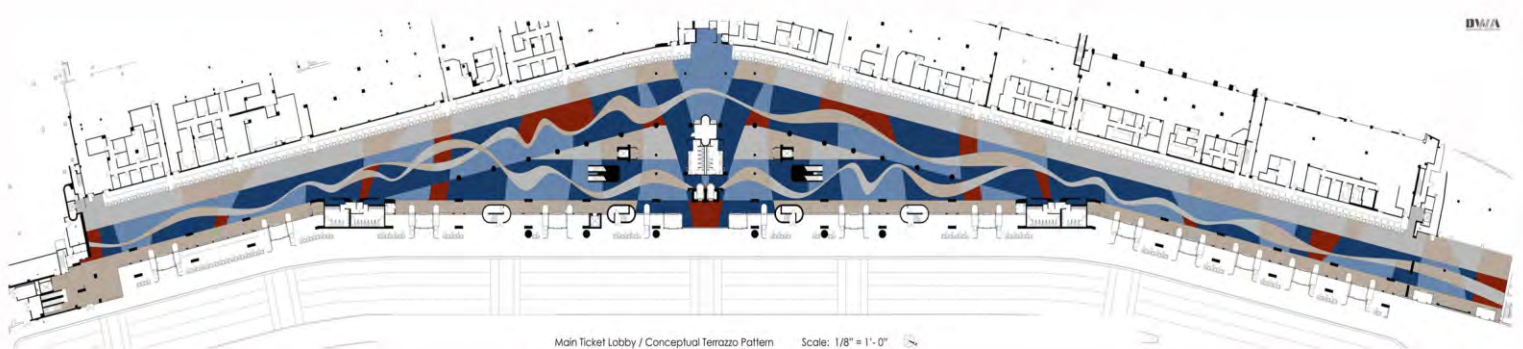 DWA
Main Ticket Lobby / Conceptual Terrazzo Pattern Scale: 1/8" = 1'- 0"